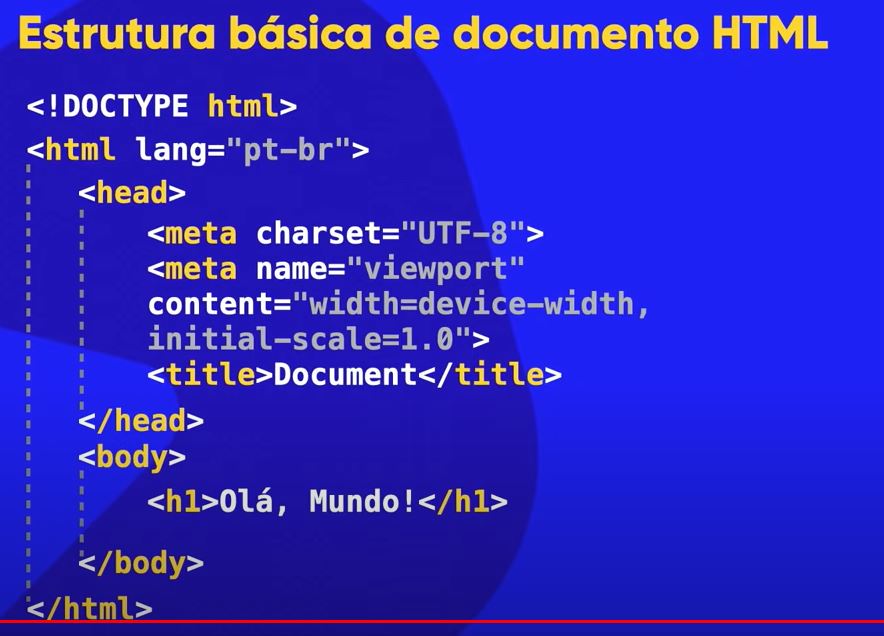 Estrutura básica de documento HTML
<!DOCTYPE html>
<html lang="pt-br">
<head>
<meta charset="UTF-8">
<meta name="viewport"
content="width=device-width,
initial-scale=1.0">
<title>Document</title>
</head>
<body>
<h1>Olá, Mundo!</h1>
</body>
</html>